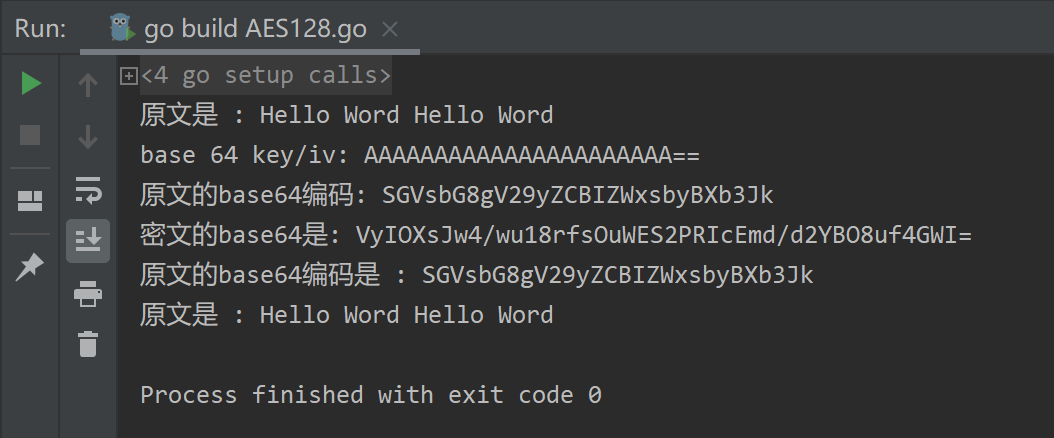 Run: go build AES128.go
<4 go setup calls>
原文是 : Hello Word Hello Word
base 64 key/iv: AAAAAAAAAAAAAAAAAAAAAA==
原文的base64编码: SGVsbG8gV29yZCBIZWxsbyBXb3Jk
密文的base64是: VyIOXsJw4/wu18rfsOuWES2PRIcEmd/d2YBO8uf4GWI=
原文的base64编码是 : SGVsbG8gV29yZCBIZWxsbyBXb3Jk
原文是 : Hello Word Hello Word
Process finished with exit code 0